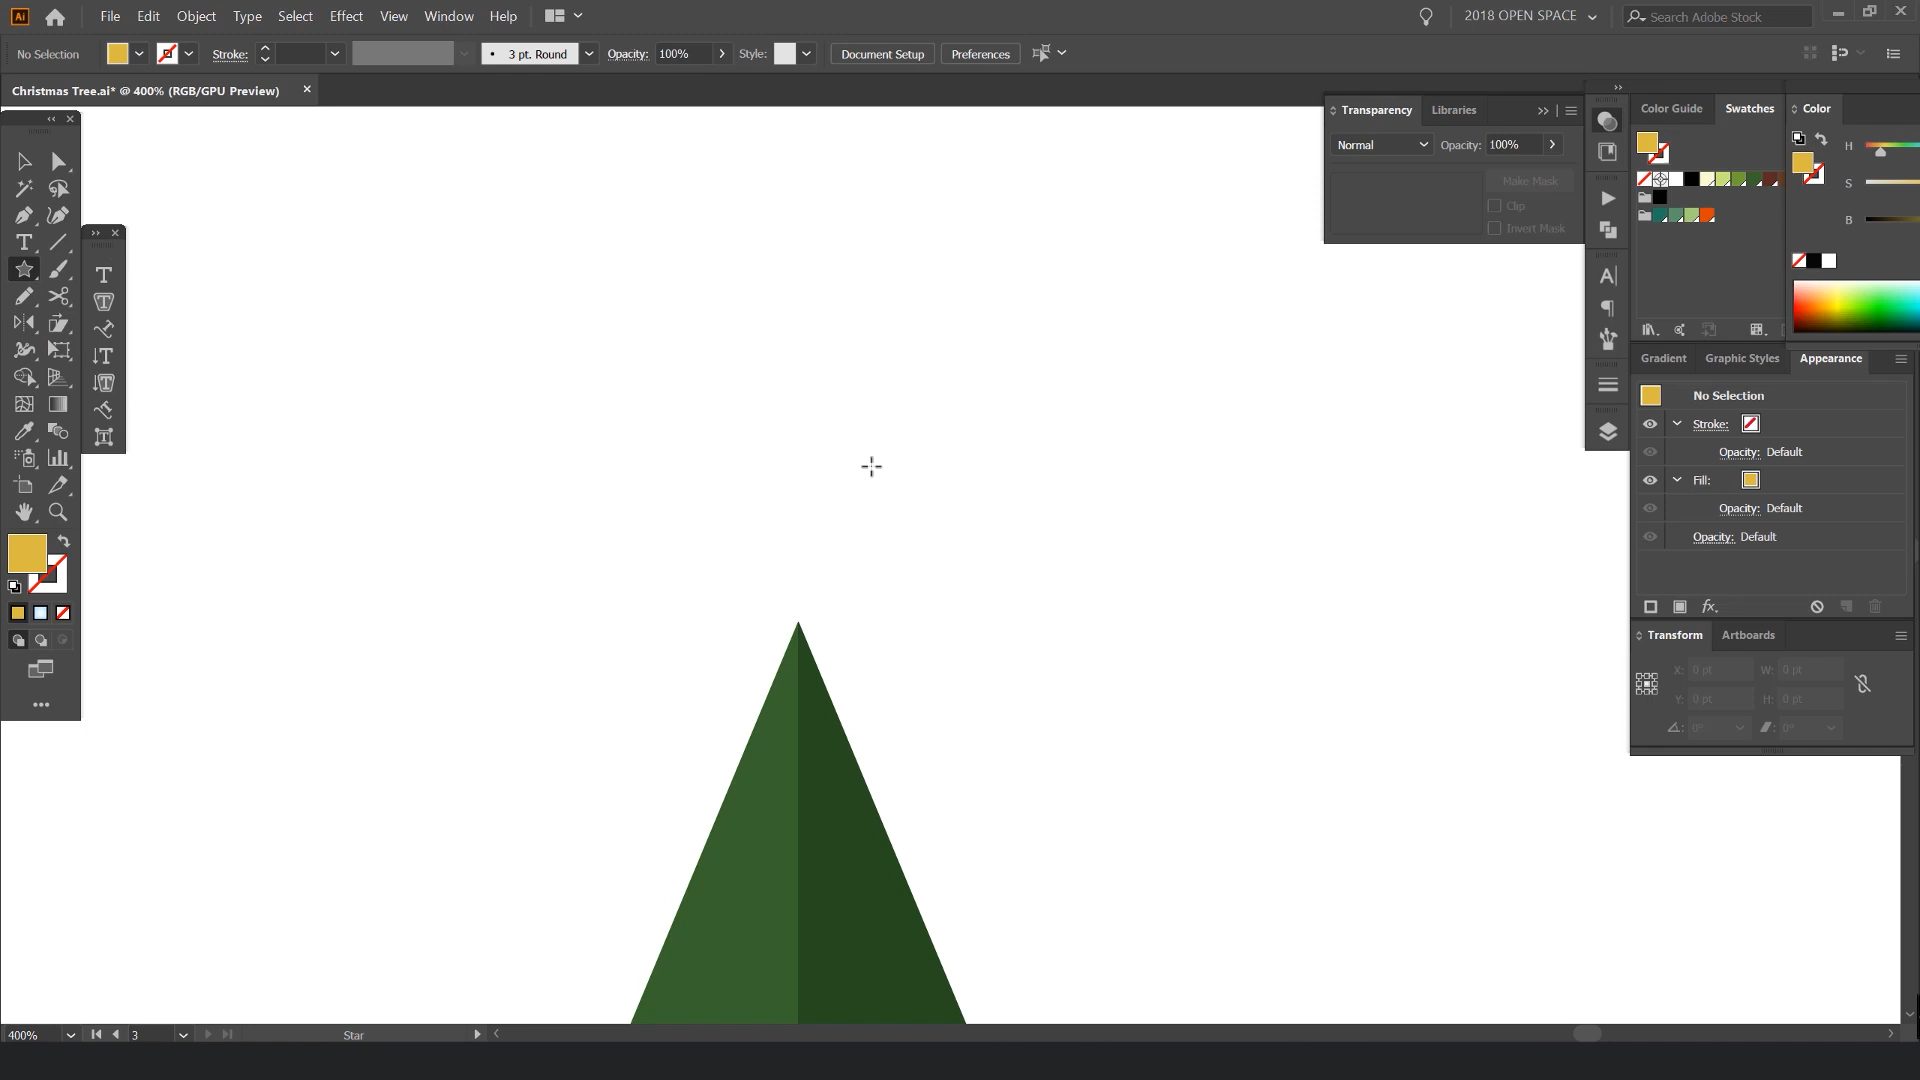 Ai File Edit Object Type Select Effect View Window Help 2018 OPEN SPACE Search Adobe Stock
No Selection Stroke: 3 pt. Round Opacity: 100% Style: Document Setup Preferences
Christmas Tree.ai* @ 400% (RGB/GPU Preview)
Transparency Libraries
Normal Opacity: 100%
Make Mask
Clip
Invert Mask
Color Guide Swatches Color
H
S
B
Gradient Graphic Styles Appearance
No Selection
Stroke:
Opacity: Default
Fill:
Opacity: Default
Opacity: Default
fx.
Transform Artboards
X: 0 pt W: 0 pt
Y: 0 pt H: 0 pt
0° 0°
400% 3 Star